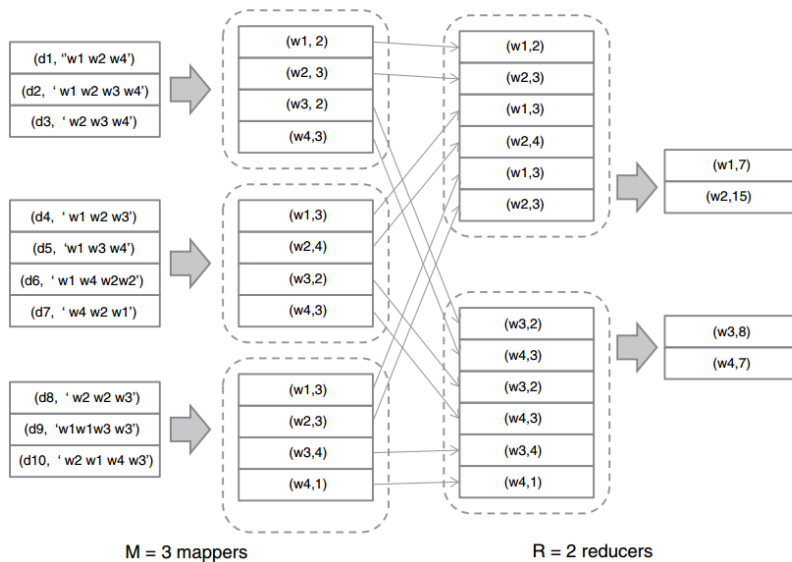 (d1, ‘’w1 w2 w4’)
(d2, ‘ w1 w2 w3 w4’)
(d3, ‘ w2 w3 w4’)
(w1, 2)
(w2, 3)
(w3, 2)
(w4,3)
(d4, ‘ w1 w2 w3’)
(d5, ‘w1 w3 w4’)
(d6, ‘ w1 w4 w2w2’)
(d7, ‘ w4 w2 w1’)
(w1,3)
(w2,4)
(w3,2)
(w4,3)
(d8, ‘ w2 w2 w3’)
(d9, ‘w1w1w3 w3’)
(d10, ‘ w2 w1 w4 w3’)
(w1,3)
(w2,3)
(w3,4)
(w4,1)
M = 3 mappers
(w1,2)
(w2,3)
(w1,3)
(w2,4)
(w1,3)
(w2,3)
(w3,2)
(w4,3)
(w3,2)
(w4,3)
(w3,4)
(w4,1)
R = 2 reducers
(w1,7)
(w2,15)
(w3,8)
(w4,7)